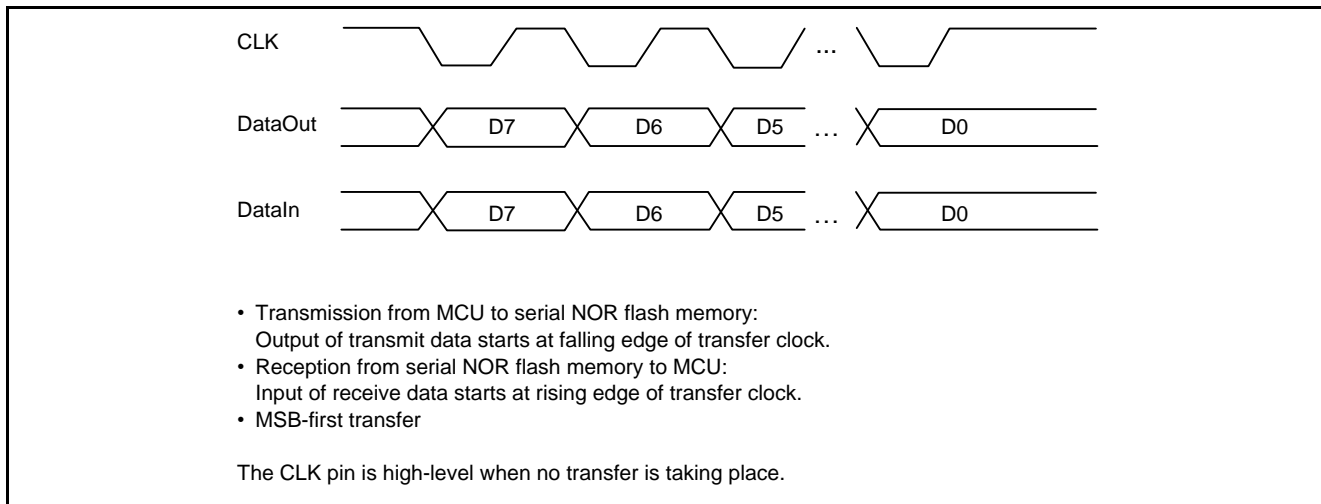 CLK ...
DataOut D7 D6 D5 ... D0
DataIn D7 D6 D5 ... D0
• Transmission from MCU to serial NOR flash memory:
Output of transmit data starts at falling edge of transfer clock.
• Reception from serial NOR flash memory to MCU:
Input of receive data starts at rising edge of transfer clock.
• MSB-first transfer
The CLK pin is high-level when no transfer is taking place.